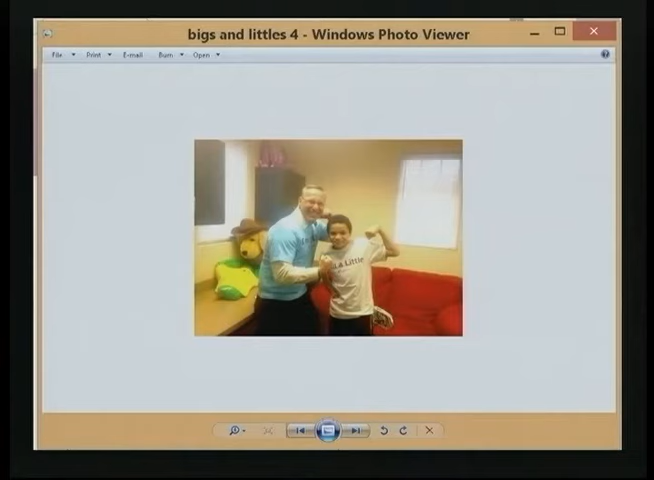 bigs and littles 4 - Windows Photo Viewer
File Print E-mail Burn Open
A Little